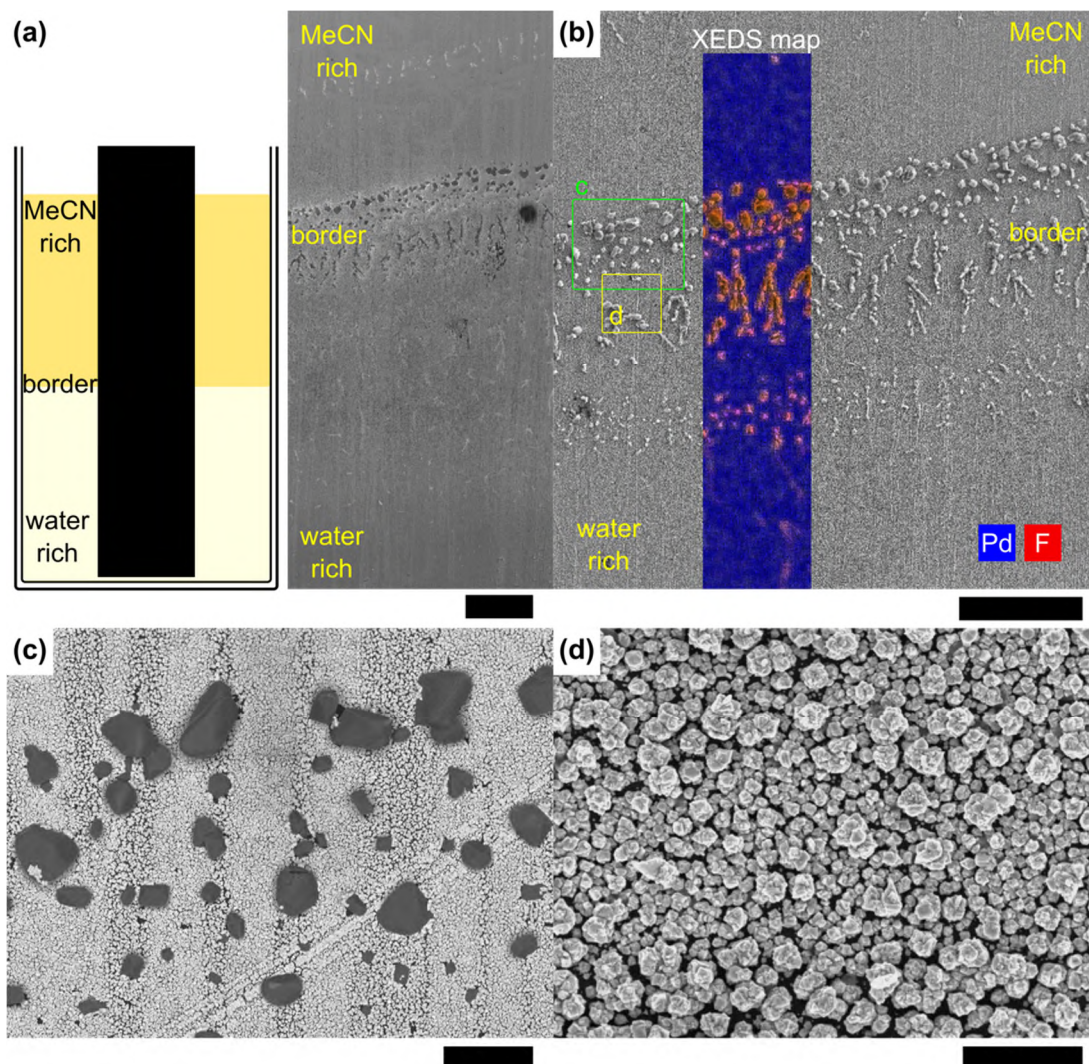 (a)
MeCN
rich
border
water
rich
MeCN
rich
border
water
rich
(b)
XEDS map
MeCN
rich
c
border
d
water
rich
Pd
F
(c)
(d)